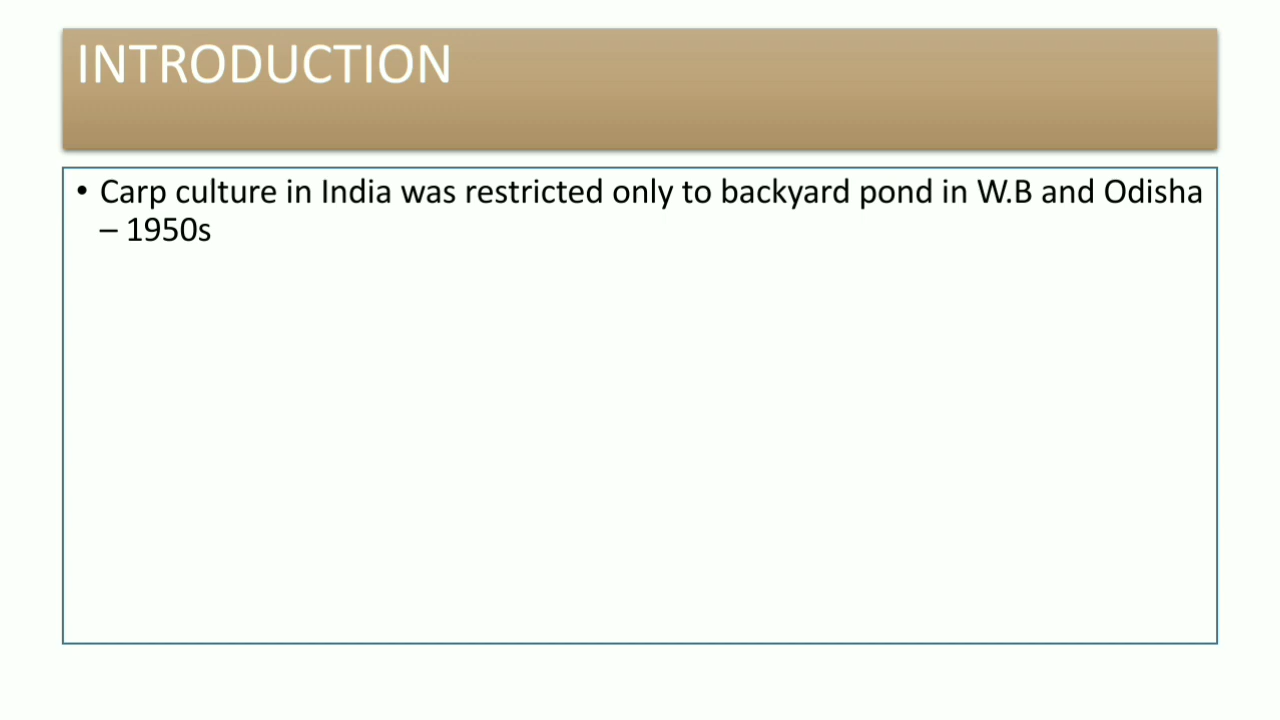 INTRODUCTION
• Carp culture in India was restricted only to backyard pond in W.B and Odisha
– 1950s